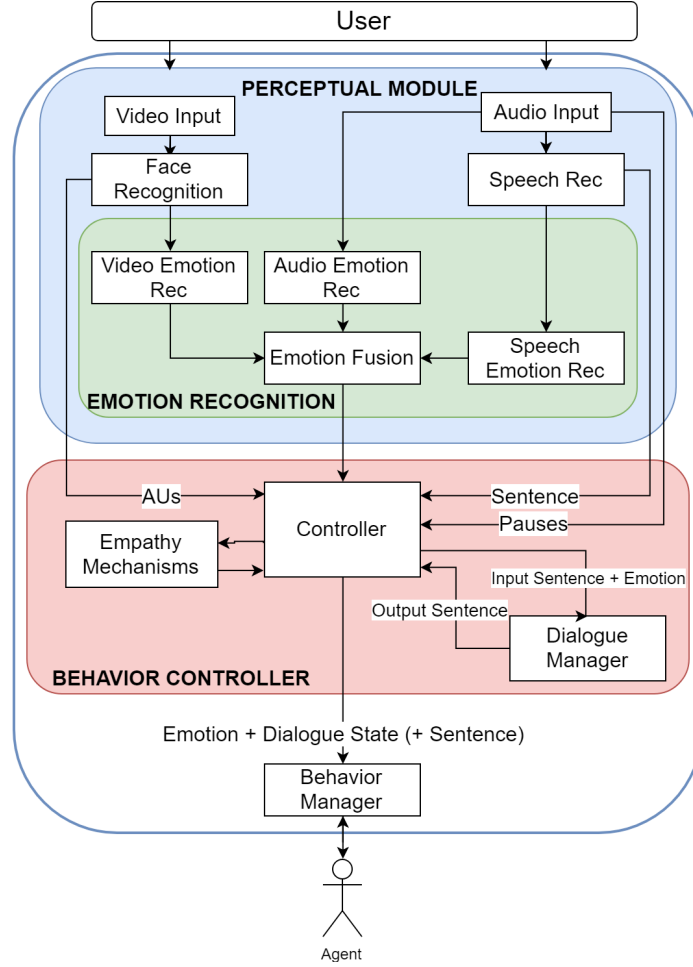 User
PERCEPTUAL MODULE
Video Input
Audio Input
Face
Recognition
Speech Rec
Video Emotion
Rec
Audio Emotion
Rec
Emotion Fusion
Speech
Emotion Rec
EMOTION RECOGNITION
AUs
Sentence
Controller
Pauses
Empathy
Mechanisms
Input Sentence + Emotion
Output Sentence
Dialogue
Manager
BEHAVIOR CONTROLLER
Emotion + Dialogue State (+ Sentence)
Behavior
Manager
Agent